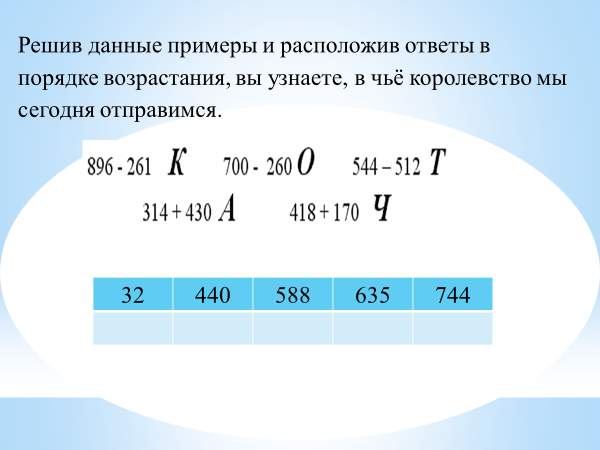 Решив данные примеры и расположив ответы в
порядке возрастания, вы узнаете, в чьё королевство мы
сегодня отправимся.
896 - 261 К 700 - 260 О 544 – 512 Т
314 + 430 А 418 + 170 Ч
32 440 588 635 744